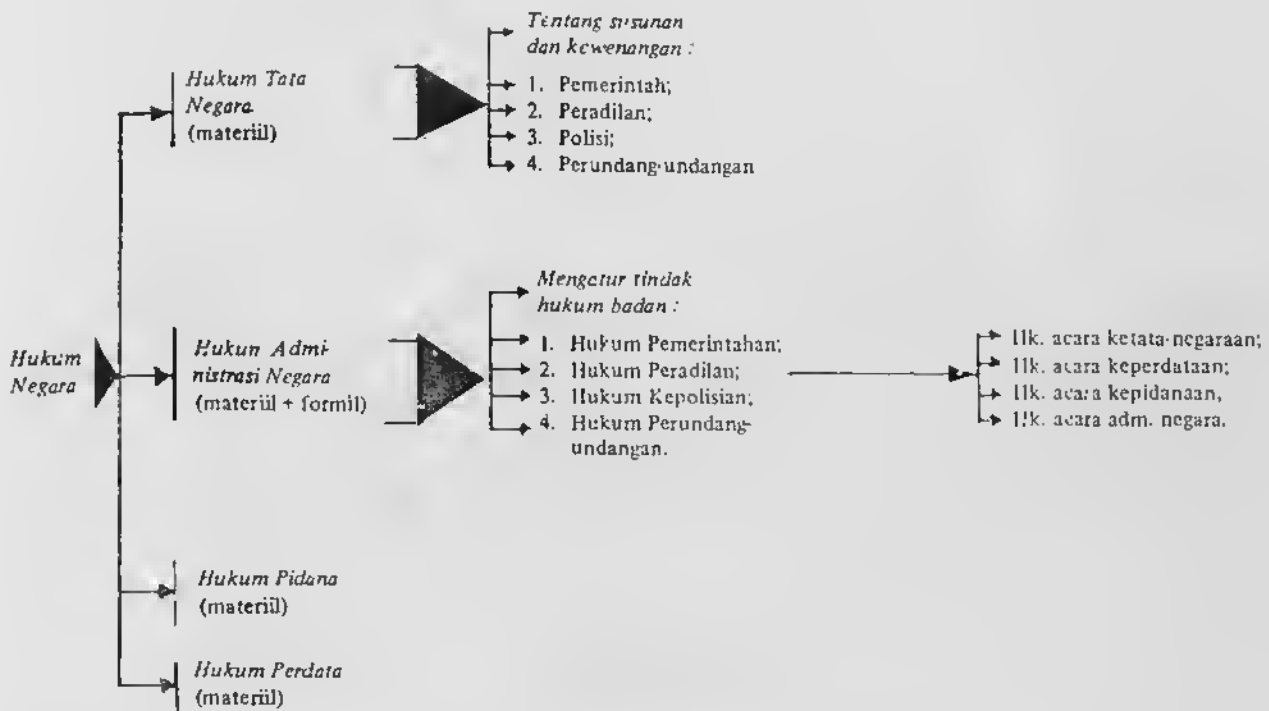 Hukum
Negara
Hukum Tata
Negara
(materiil)
Tentang susunan
dan kewenangan :
1. Pemerintah;
2. Peradilan;
3. Polisi;
4. Perundang-undangan
Hukun Admi-
nistrasi Negara
(materiil + formil)
Mengatur tindak
hukum badan :
1. Hukum Pemerintahan;
2. Hukum Peradilan;
3. Hukum Kepolisian;
4. Hukum Perundang-
undangan.
Hk. acara ketata-negaraan;
Hk. acara keperdataan;
Hk. acara kepidanaan,
Hk. acara adm. negara.
Hukum Pidana
(materiil)
Hukum Perdata
(materiil)